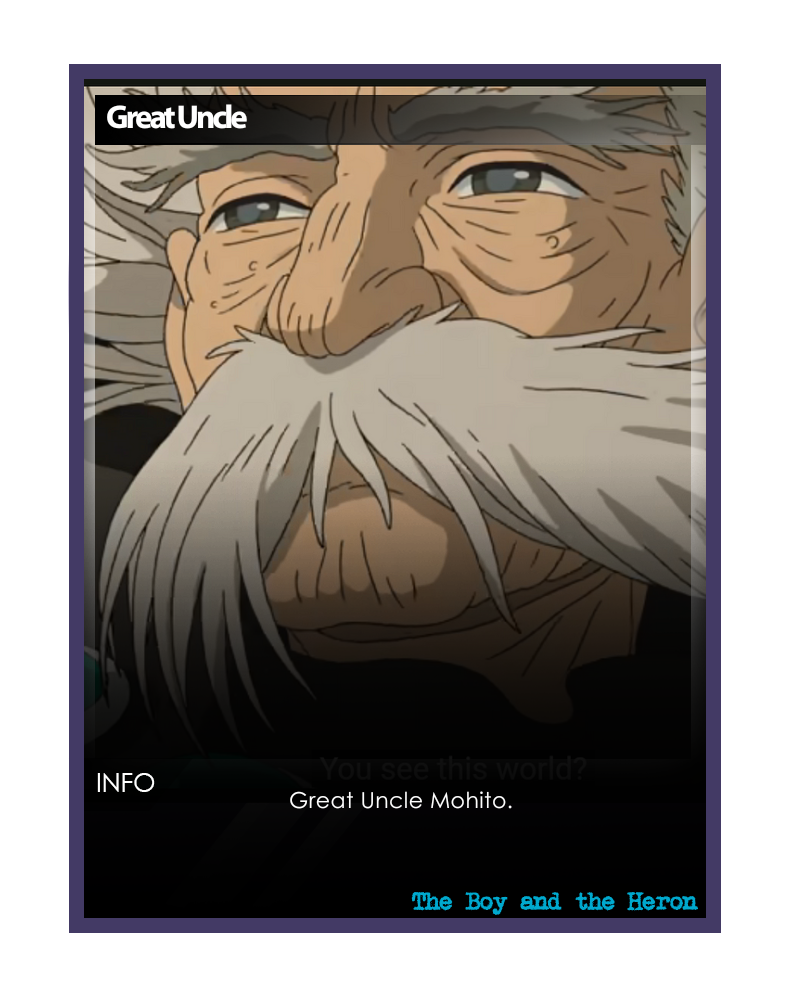 Great Uncle
You see this world?
INFO
Great Uncle Mohito.
The Boy and the Heron